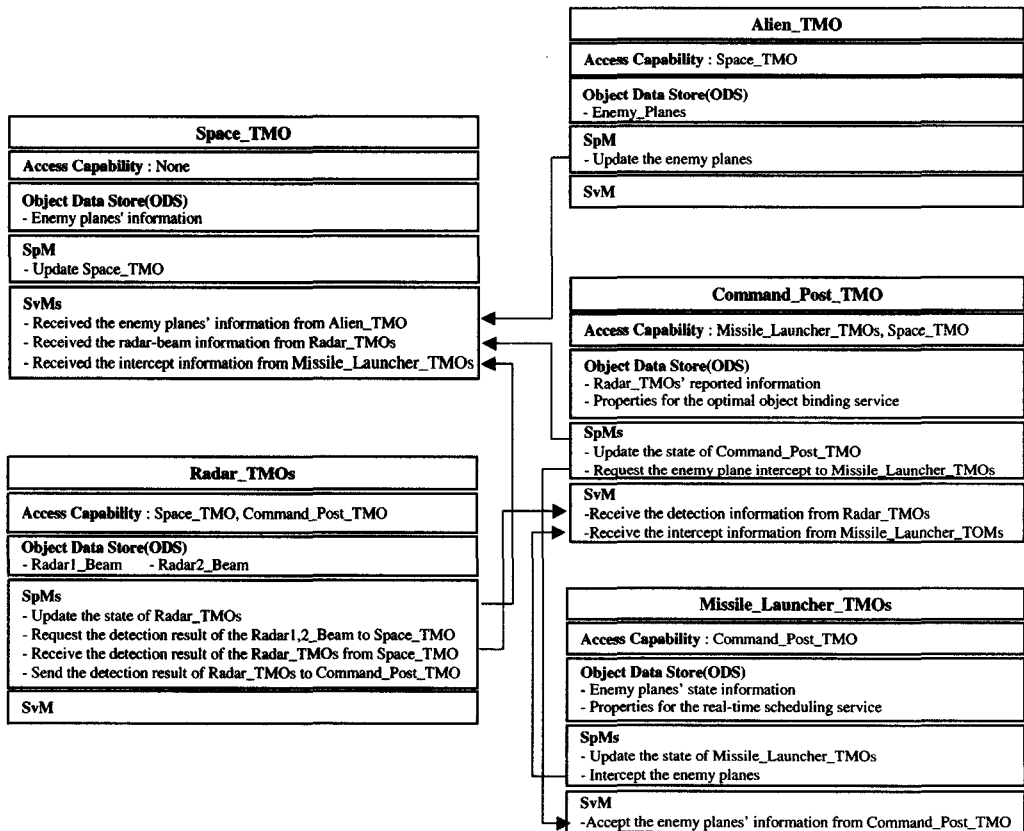 Alien_TMO
Access Capability : Space_TMO
Object Data Store(ODS)
- Enemy_Planes
SpM
- Update the enemy planes
SvM
Space_TMO
Access Capability : None
Object Data Store(ODS)
- Enemy planes' information
SpM
- Update Space_TMO
SvMs
- Received the enemy planes' information from Alien_TMO
- Received the radar-beam information from Radar_TMOs
- Received the intercept information from Missile_Launcher_TMOs
Command_Post_TMO
Access Capability : Missile_Launcher_TMOs, Space_TMO
Object Data Store(ODS)
- Radar_TMOs' reported information
- Properties for the optimal object binding service
SpMs
- Update the state of Command_Post_TMO
- Request the enemy plane intercept to Missile_Launcher_TMOs
SvM
-Receive the detection information from Radar_TMOs
-Receive the intercept information from Missile_Launcher_TOMs
Radar_TMOs
Access Capability : Space_TMO, Command_Post_TMO
Object Data Store(ODS)
- Radar1_Beam - Radar2_Beam
SpMs
- Update the state of Radar_TMOs
- Request the detection result of the Radar1,2_Beam to Space_TMO
- Receive the detection result of the Radar_TMOs from Space_TMO
- Send the detection result of Radar_TMOs to Command_Post_TMO
SvM
Missile_Launcher_TMOs
Access Capability : Command_Post_TMO
Object Data Store(ODS)
- Enemy planes' state information
- Properties for the real-time scheduling service
SpMs
- Update the state of Missile_Launcher_TMOs
- Intercept the enemy planes
SvM
-Accept the enemy planes' information from Command_Post_TMO